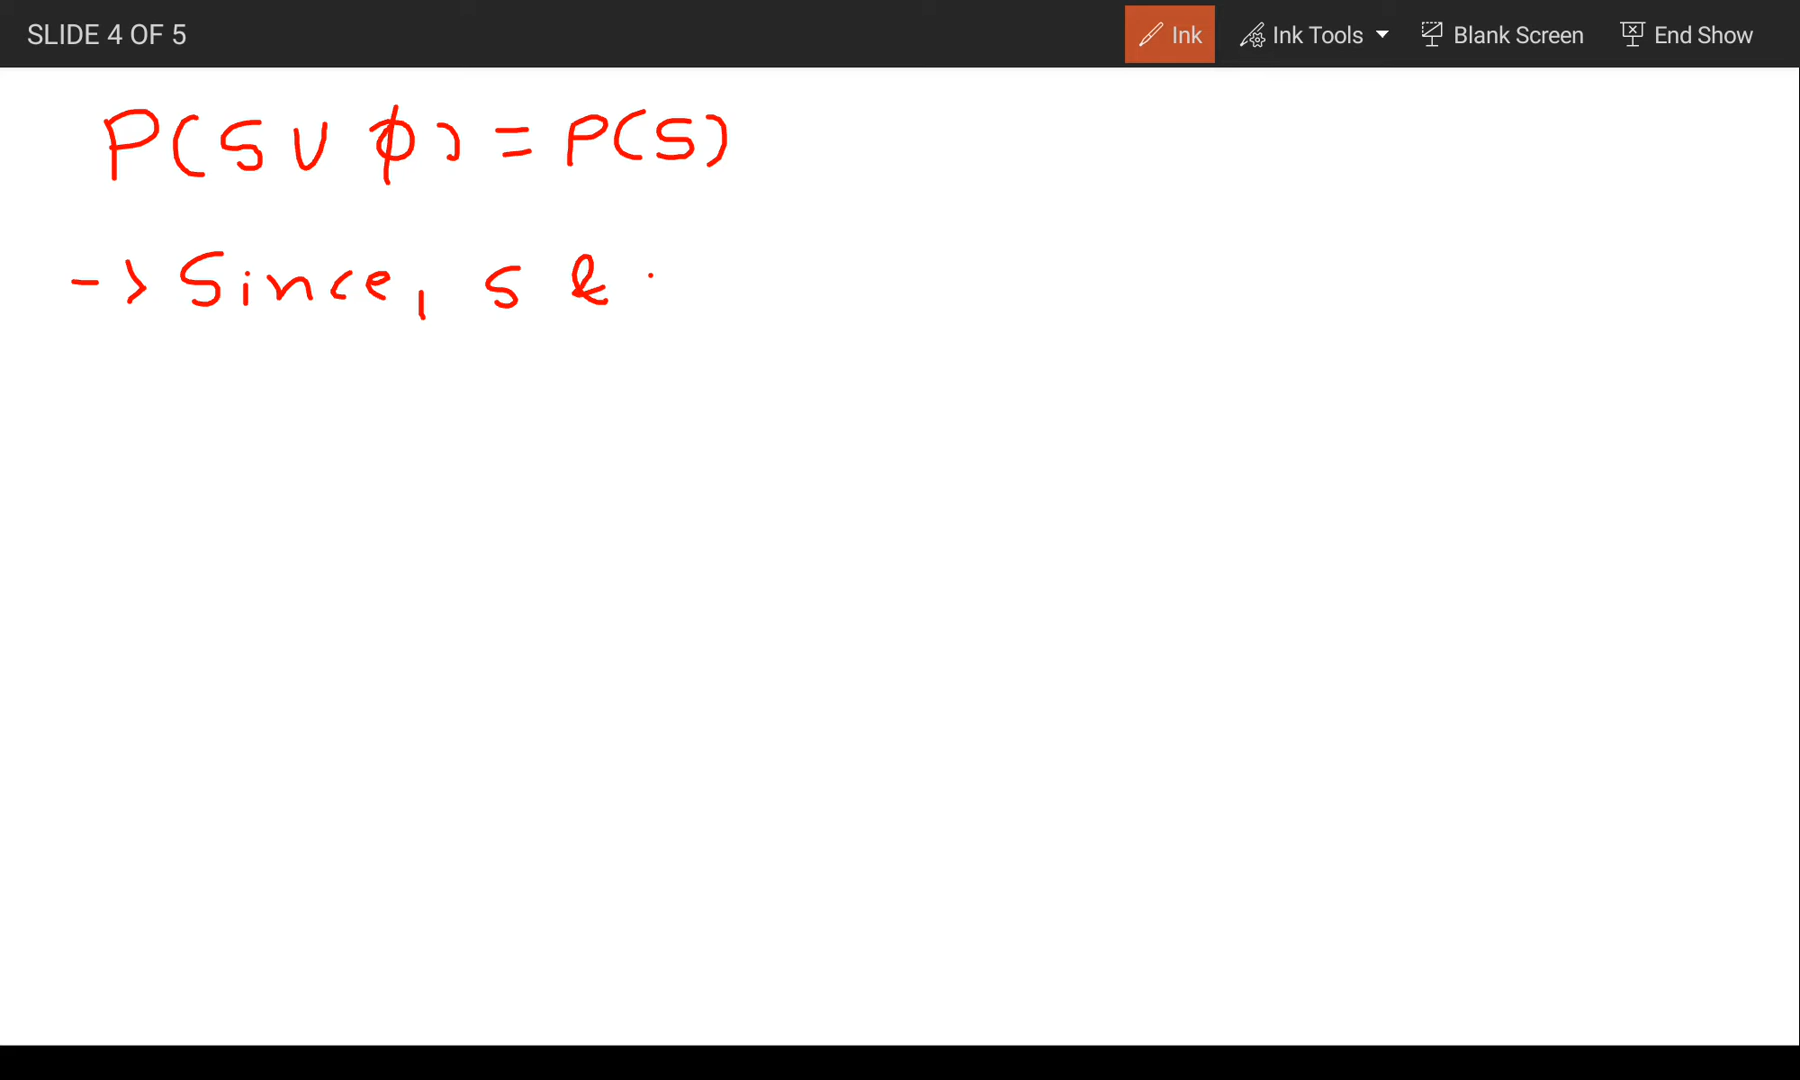 SLIDE 4 OF 5 Ink Ink Tools Blank Screen End Show
P(S∪ϕ) = P(S)
-> Since, S &